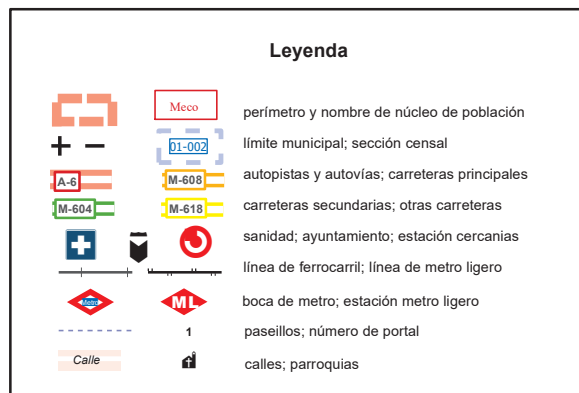 Leyenda
Meco perímetro y nombre de núcleo de población
01-002 límite municipal; sección censal
A-6 M-608 autopistas y autovías; carreteras principales
M-604 M-618 carreteras secundarias; otras carreteras
sanidad; ayuntamiento; estación cercanias
línea de ferrocarril; línea de metro ligero
Metro ML boca de metro; estación metro ligero
1 paseillos; número de portal
Calle calles; parroquias